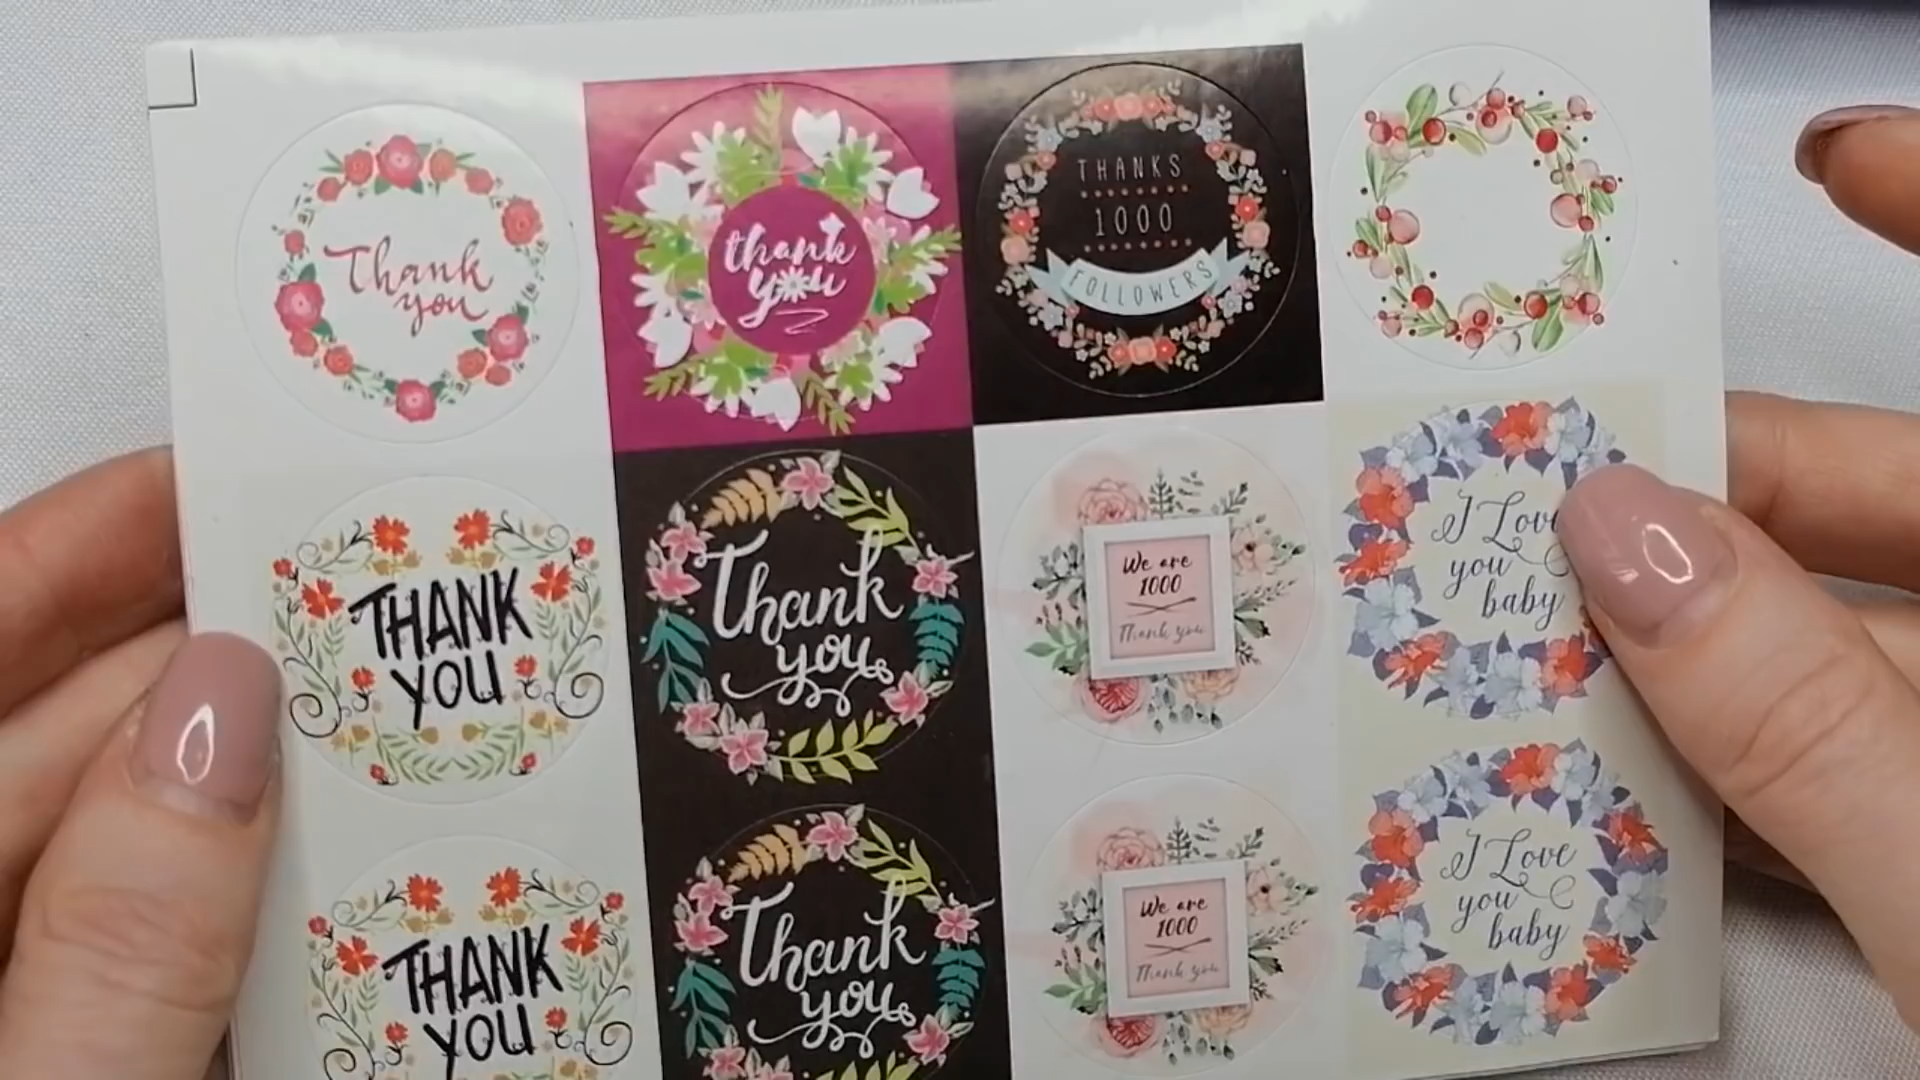 Thank
you
thank
you
THANKS
1000
FOLLOWERS
THANK
YOU
Thank
you
We are
1000
Thank you
I Love
you
baby
THANK
YOU
Thank
you
We are
1000
Thank you
I Love
you
baby